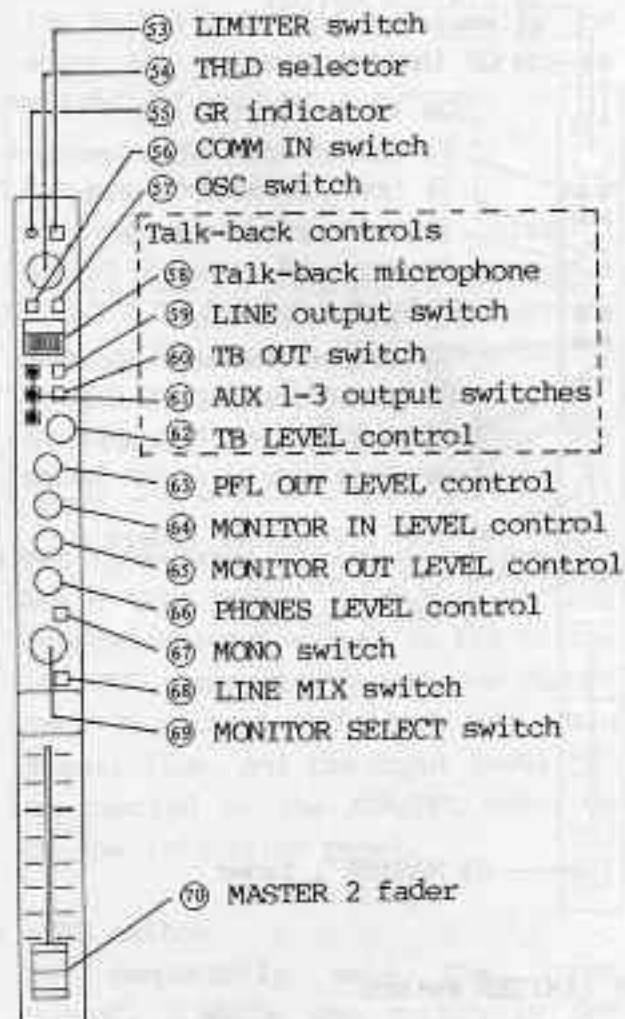 53 LIMITER switch
54 THLD selector
55 GR indicator
56 COMM IN switch
57 OSC switch
Talk-back controls
58 Talk-back microphone
59 LINE output switch
60 TB OUT switch
61 AUX 1-3 output switches
62 TB LEVEL control
63 PFL OUT LEVEL control
64 MONITOR IN LEVEL control
65 MONITOR OUT LEVEL control
66 PHONES LEVEL control
67 MONO switch
68 LINE MIX switch
69 MONITOR SELECT switch
70 MASTER 2 fader